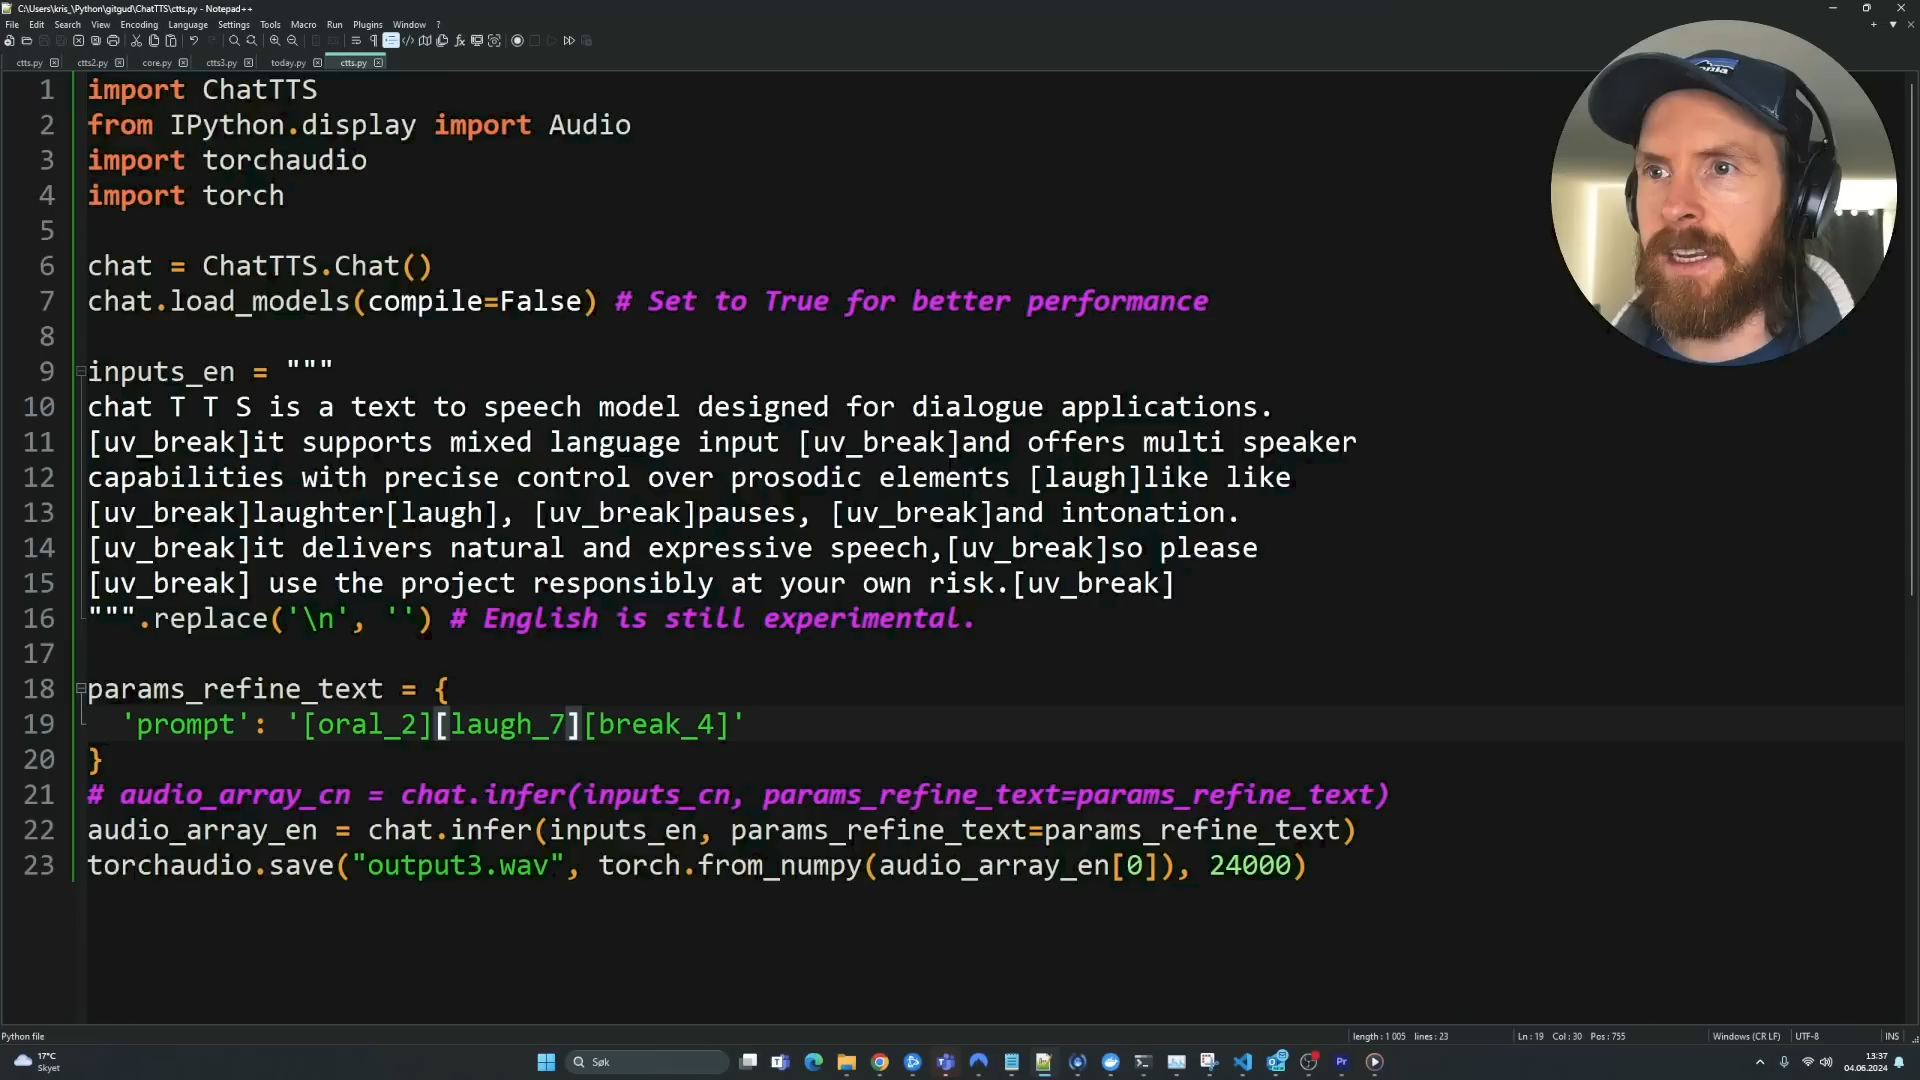 C:\Users\kris_\Python\gitgud\ChatTTS\ctts.py - Notepad++
File Edit Search View Encoding Language Settings Tools Macro Run Plugins Window ?
ctts.py ctts2.py core.py ctts3.py today.py ctts.py
1 import ChatTTS
2 from IPython.display import Audio
3 import torchaudio
4 import torch
5
6 chat = ChatTTS.Chat()
7 chat.load_models(compile=False) # Set to True for better performance
8
9 inputs_en = """
10 chat T T S is a text to speech model designed for dialogue applications.
11 [uv_break]it supports mixed language input [uv_break]and offers multi speaker
12 capabilities with precise control over prosodic elements [laugh]like like
13 [uv_break]laughter[laugh], [uv_break]pauses, [uv_break]and intonation.
14 [uv_break]it delivers natural and expressive speech,[uv_break]so please
15 [uv_break] use the project responsibly at your own risk.[uv_break]
16 """.replace('\n', '') # English is still experimental.
17
18 params_refine_text = {
19 'prompt': '[oral_2][laugh_7][break_4]'
20 }
21 # audio_array_cn = chat.infer(inputs_cn, params_refine_text=params_refine_text)
22 audio_array_en = chat.infer(inputs_en, params_refine_text=params_refine_text)
23 torchaudio.save("output3.wav", torch.from_numpy(audio_array_en[0]), 24000)
Python file length : 1 005 lines : 23 Ln : 19 Col : 30 Pos : 755 Windows (CR LF) UTF-8 INS
17°C
Skyet
Søk
13:37
04.06.2024